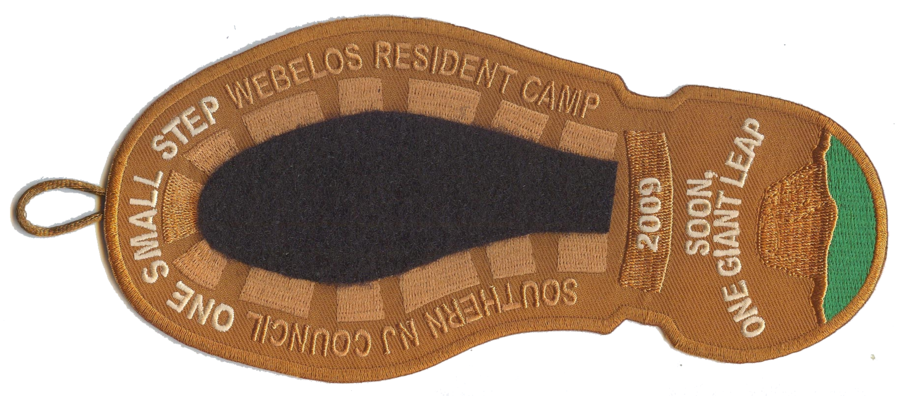 ONE SMALL STEP
WEBELOS RESIDENT CAMP
SOUTHERN NJ COUNCIL
2009
SOON,
ONE GIANT LEAP